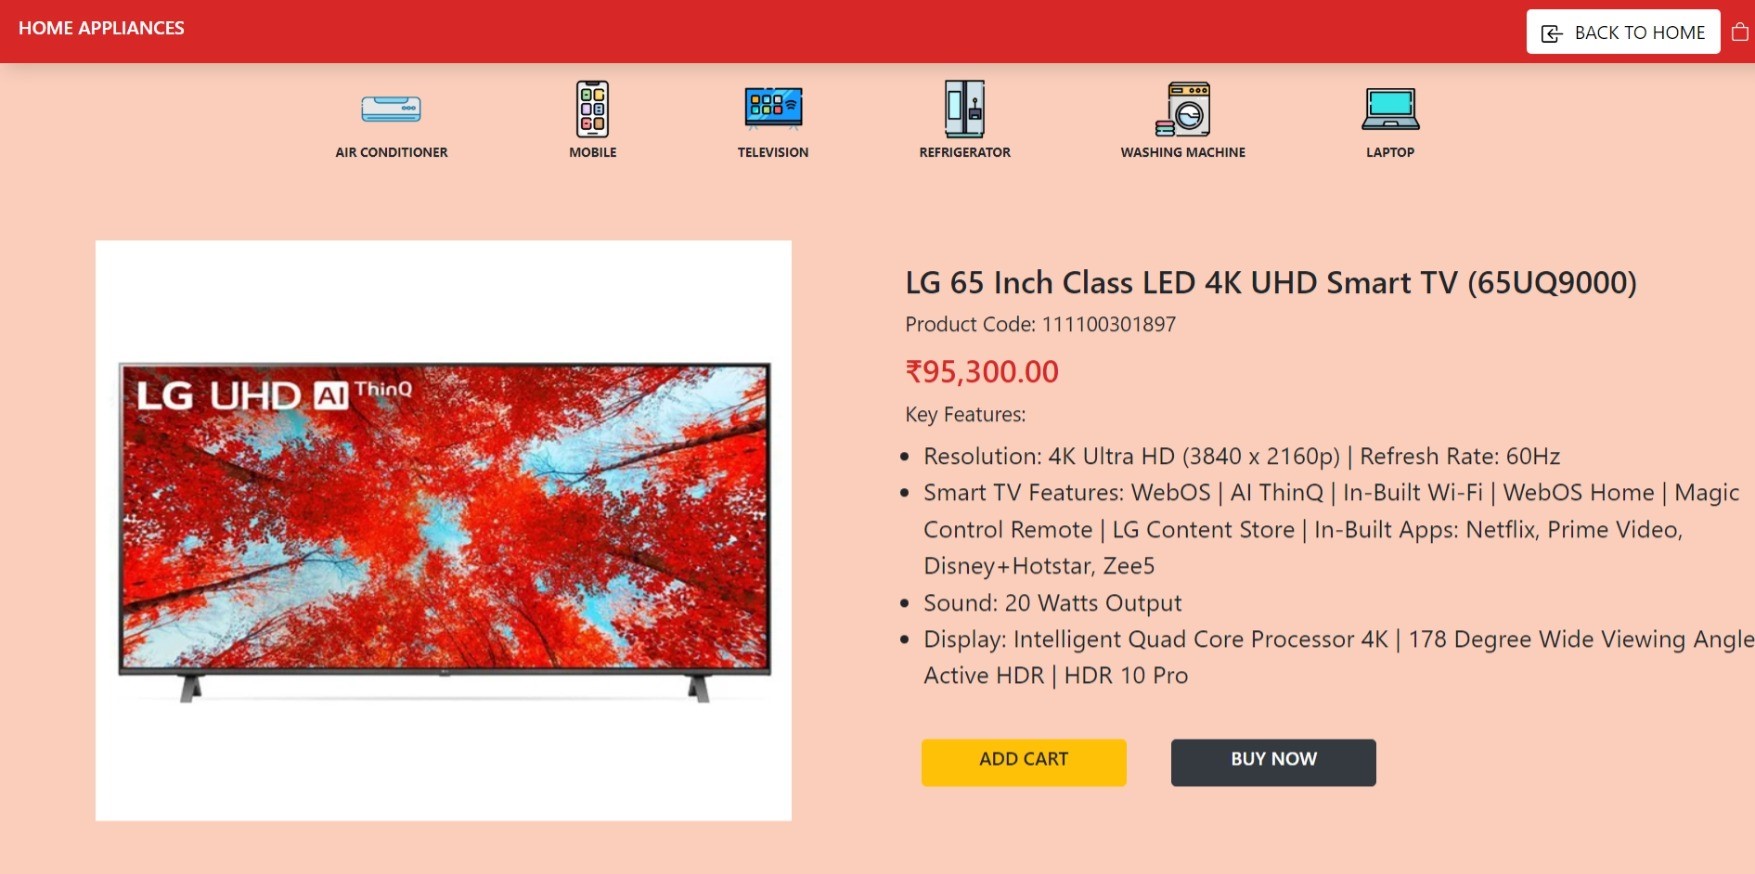 HOME APPLIANCES
BACK TO HOME
AIR CONDITIONER
MOBILE
TELEVISION
REFRIGERATOR
WASHING MACHINE
LAPTOP
LG UHD AI ThinQ
LG 65 Inch Class LED 4K UHD Smart TV (65UQ9000)
Product Code: 111100301897
₹95,300.00
Key Features:
Resolution: 4K Ultra HD (3840 x 2160p) | Refresh Rate: 60Hz
Smart TV Features: WebOS | AI ThinQ | In-Built Wi-Fi | WebOS Home | Magic
Control Remote | LG Content Store | In-Built Apps: Netflix, Prime Video,
Disney+Hotstar, Zee5
Sound: 20 Watts Output
Display: Intelligent Quad Core Processor 4K | 178 Degree Wide Viewing Angle
Active HDR | HDR 10 Pro
ADD CART
BUY NOW